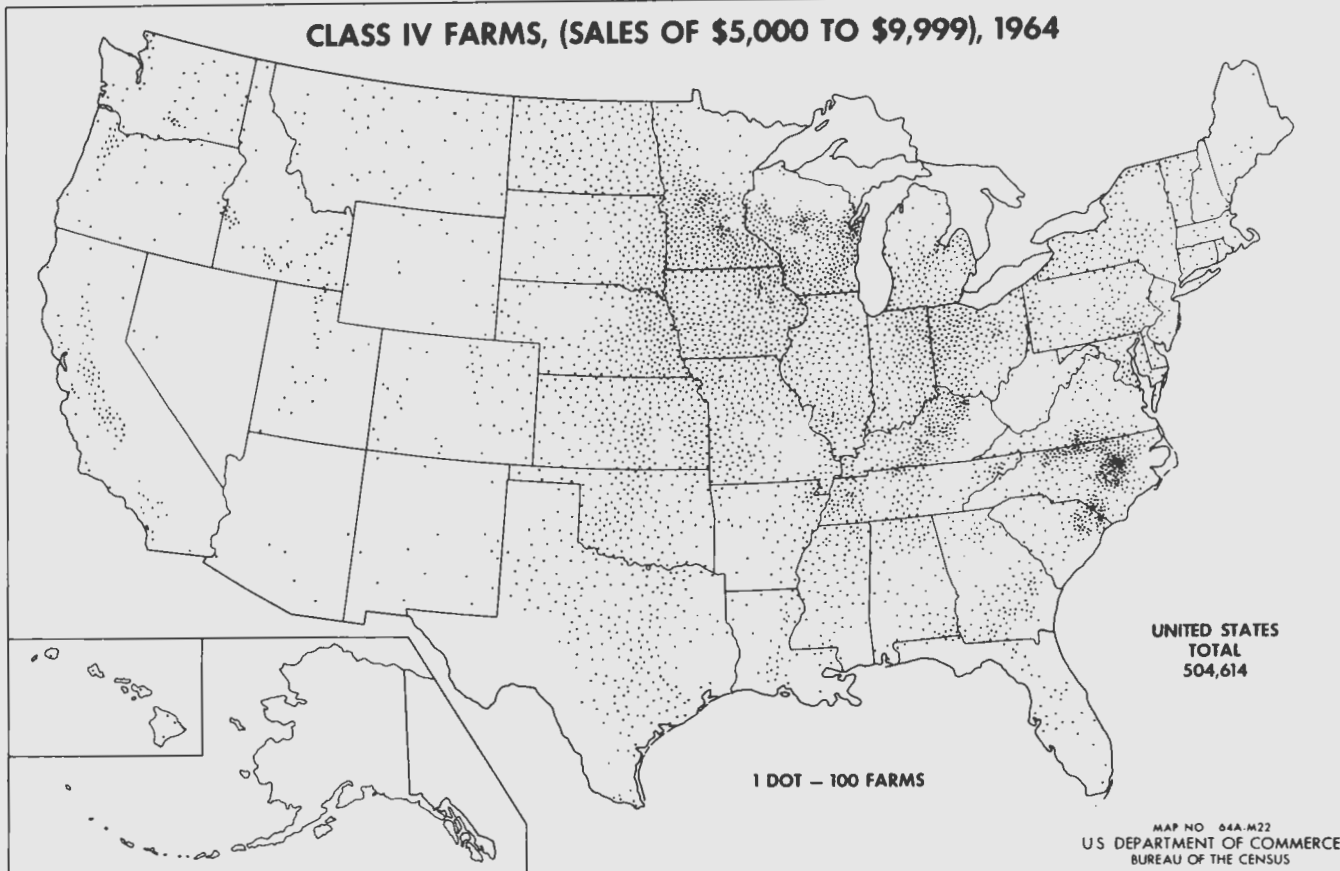 CLASS IV FARMS, (SALES OF $5,000 TO $9,999), 1964
UNITED STATES
TOTAL
504,614
1 DOT — 100 FARMS
MAP NO 64A-M22
U S DEPARTMENT OF COMMERCE
BUREAU OF THE CENSUS